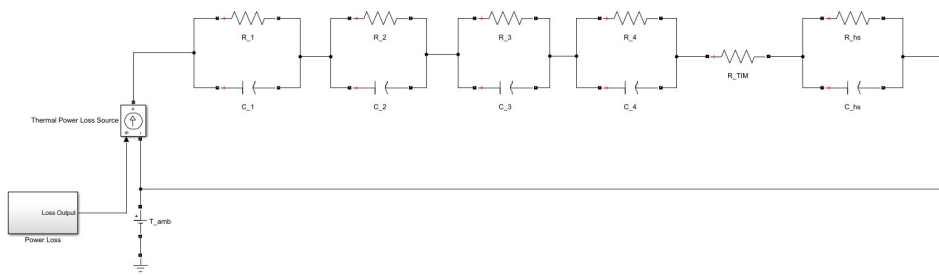 R_1
R_2
R_3
R_4
R_hs
R_TIM
C_1
C_2
C_3
C_4
C_hs
Thermal Power Loss Source
Loss Output
T_amb
Power Loss